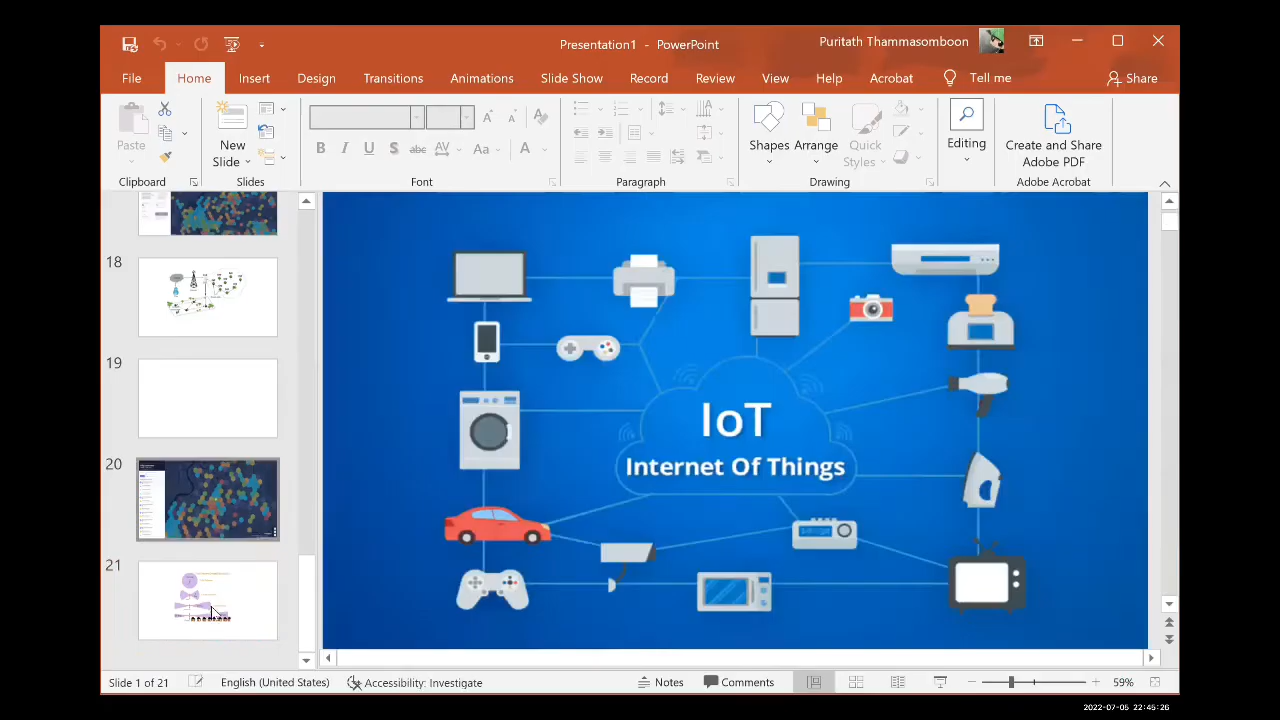 Presentation1 - PowerPoint
Puritath Thammasomboon
File Home Insert Design Transitions Animations Slide Show Record Review View Help Acrobat Tell me Share
Paste
New
Slide
B I U S abc AV Aa A
Shapes Arrange Quick
Styles
Editing
Create and Share
Adobe PDF
Clipboard Slides Font Paragraph Drawing Adobe Acrobat
18
19
20
21
IoT
Internet Of Things
Slide 1 of 21 English (United States) Accessibility: Investigate Notes Comments 59%
2022-07-05 22:45:26